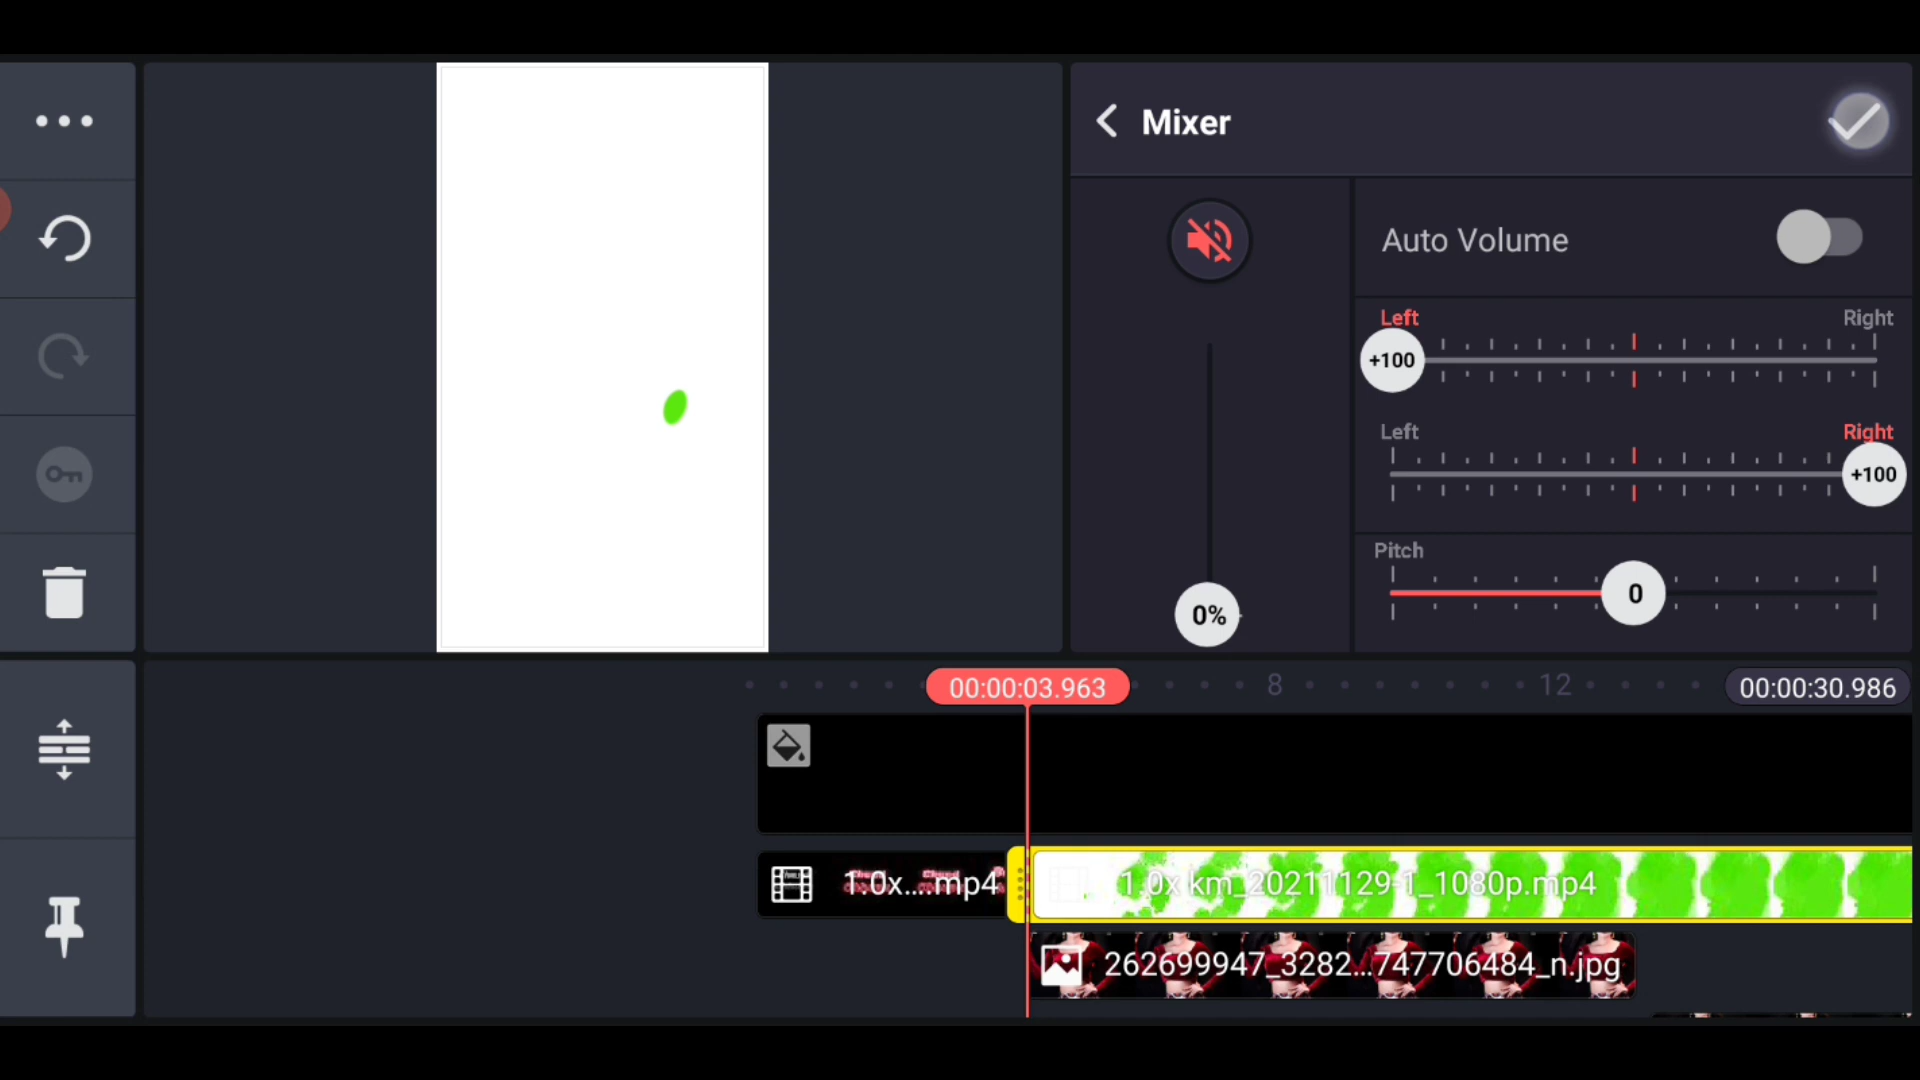 Mixer
Auto Volume
Left Right
+100
Left Right
+100
Pitch
0
0%
00:00:03.963 8 12 00:00:30.986
1.0x....mp4 1.0x km_20211129-1_1080p.mp4
262699947_3282...747706484_n.jpg